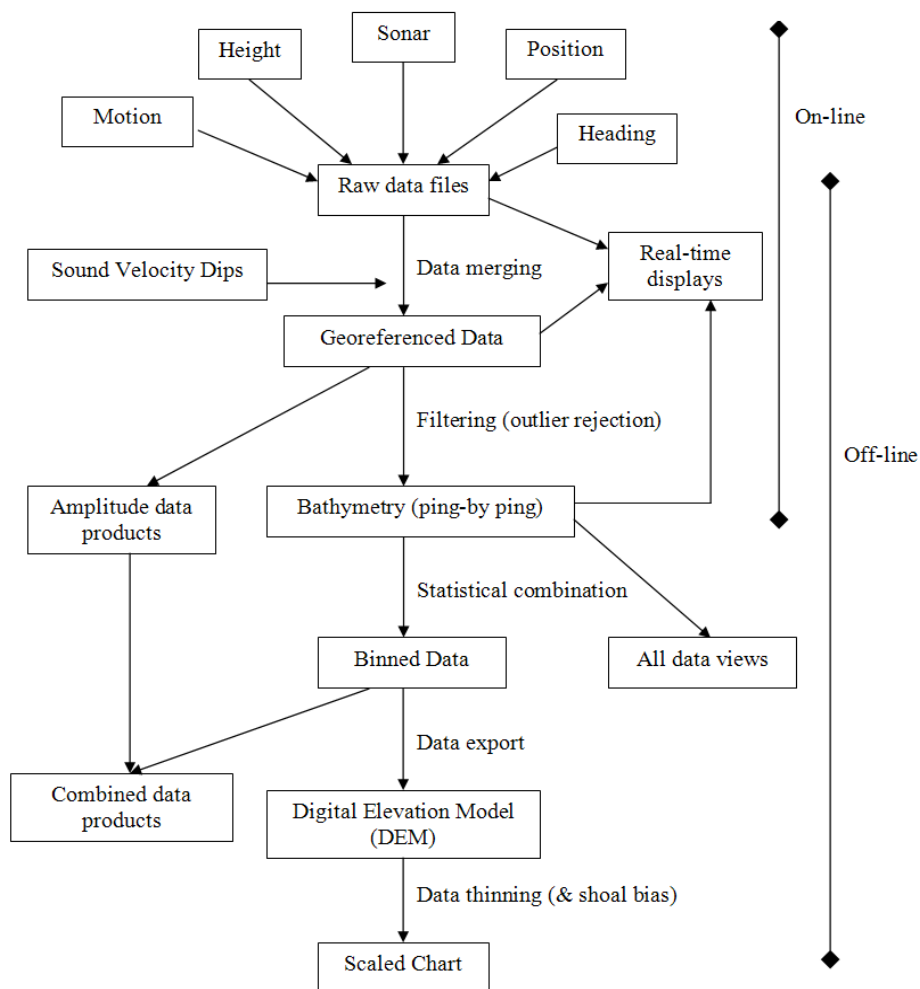 Sonar
Height
Position
On-line
Motion
Heading
Raw data files
Sound Velocity Dips
Data merging
Real-time
displays
Georeferenced Data
Filtering (outlier rejection)
Off-line
Amplitude data
products
Bathymetry (ping-by ping)
Statistical combination
Binned Data
All data views
Data export
Combined data
products
Digital Elevation Model
(DEM)
Data thinning (& shoal bias)
Scaled Chart